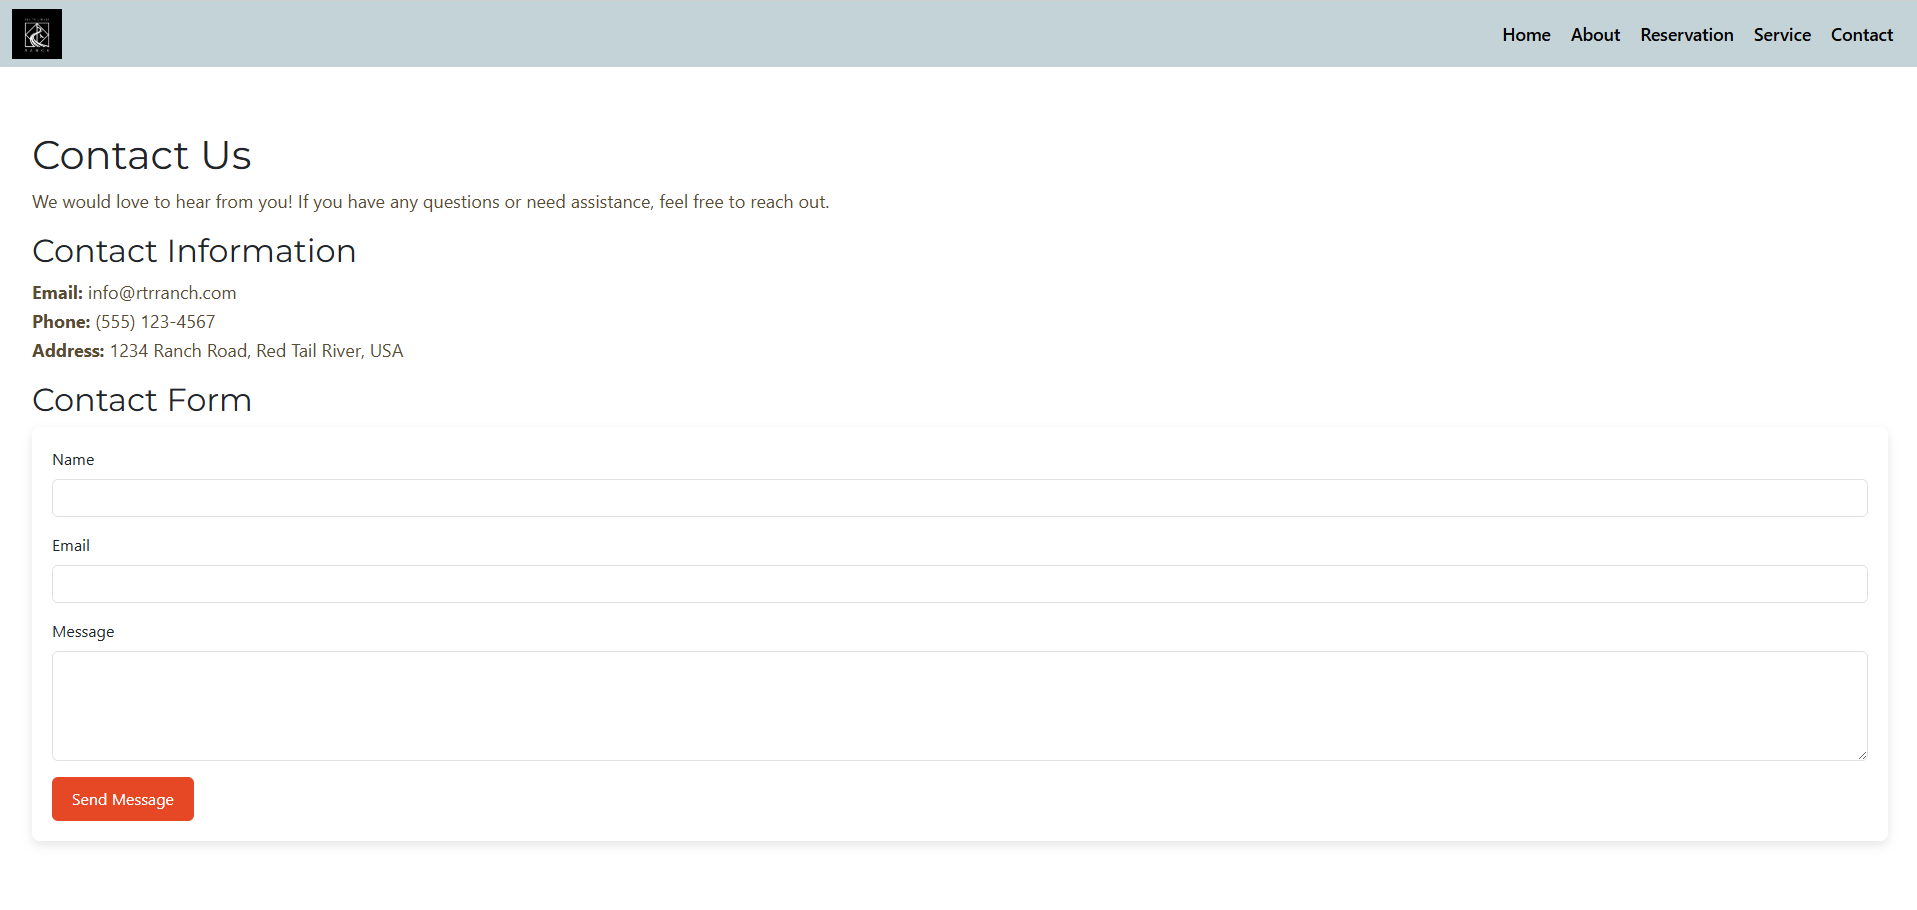 Home About Reservation Service Contact
Contact Us
We would love to hear from you! If you have any questions or need assistance, feel free to reach out.
Contact Information
Email: info@rtrranch.com
Phone: (555) 123-4567
Address: 1234 Ranch Road, Red Tail River, USA
Contact Form
Name
Email
Message
Send Message